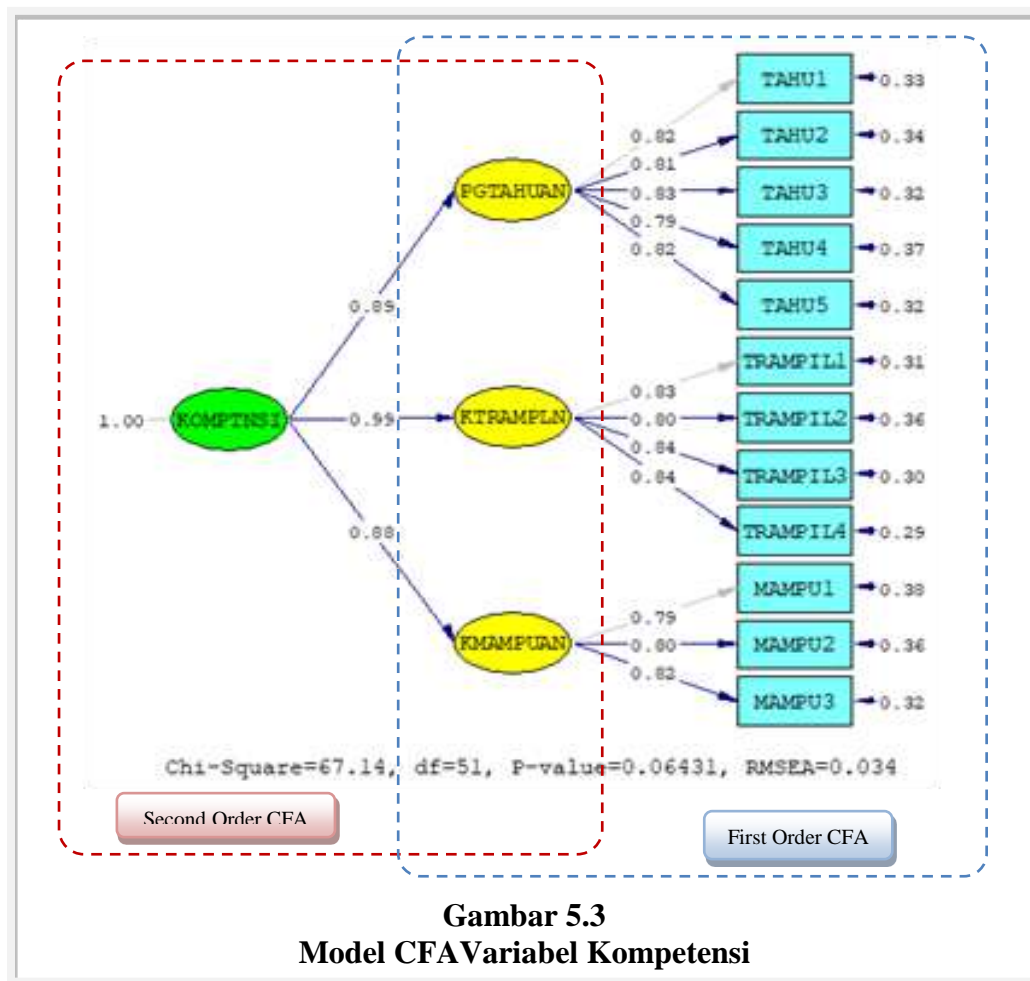 TAHU1
0.33
0.82
TAHU2
0.34
0.81
PGTAHUAN
0.83
TAHU3
0.32
0.79
TAHU4
0.37
0.82
TAHU5
0.32
0.89
TRAMPIL1
0.31
0.83
1.00
KOMPTNSI
0.99
KTRAMPLN
0.80
TRAMPIL2
0.36
0.84
TRAMPIL3
0.30
0.84
TRAMPIL4
0.29
0.88
MAMPU1
0.38
0.79
KMAMPUAN
0.80
MAMPU2
0.36
0.82
MAMPU3
0.32
Chi-Square=67.14, df=51, P-value=0.06431, RMSEA=0.034
Second Order CFA
First Order CFA
Gambar 5.3
Model CFAVariabel Kompetensi